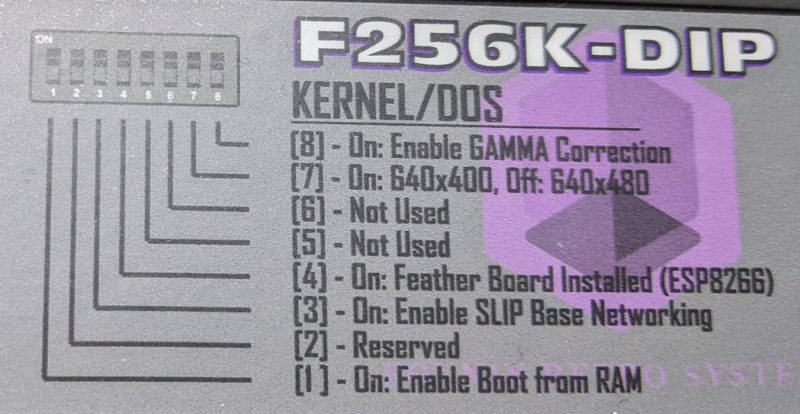 F256K-DIP
ON
1 2 3 4 5 6 7 8
KERNEL/DOS
[8] - On: Enable GAMMA Correction
[7] - On: 640x400, Off: 640x480
[6] - Not Used
[5] - Not Used
[4] - On: Feather Board Installed (ESP8266)
[3] - On: Enable SLIP Base Networking
[2] - Reserved
[1] - On: Enable Boot from RAM